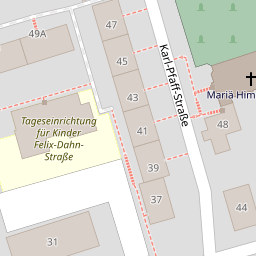 47
49A
45
Karl-Pfaff-Straße
Maria Him
43
Tageseinrichtung
für Kinder
Felix-Dahn-
Straße
41
48
39
37
44
31